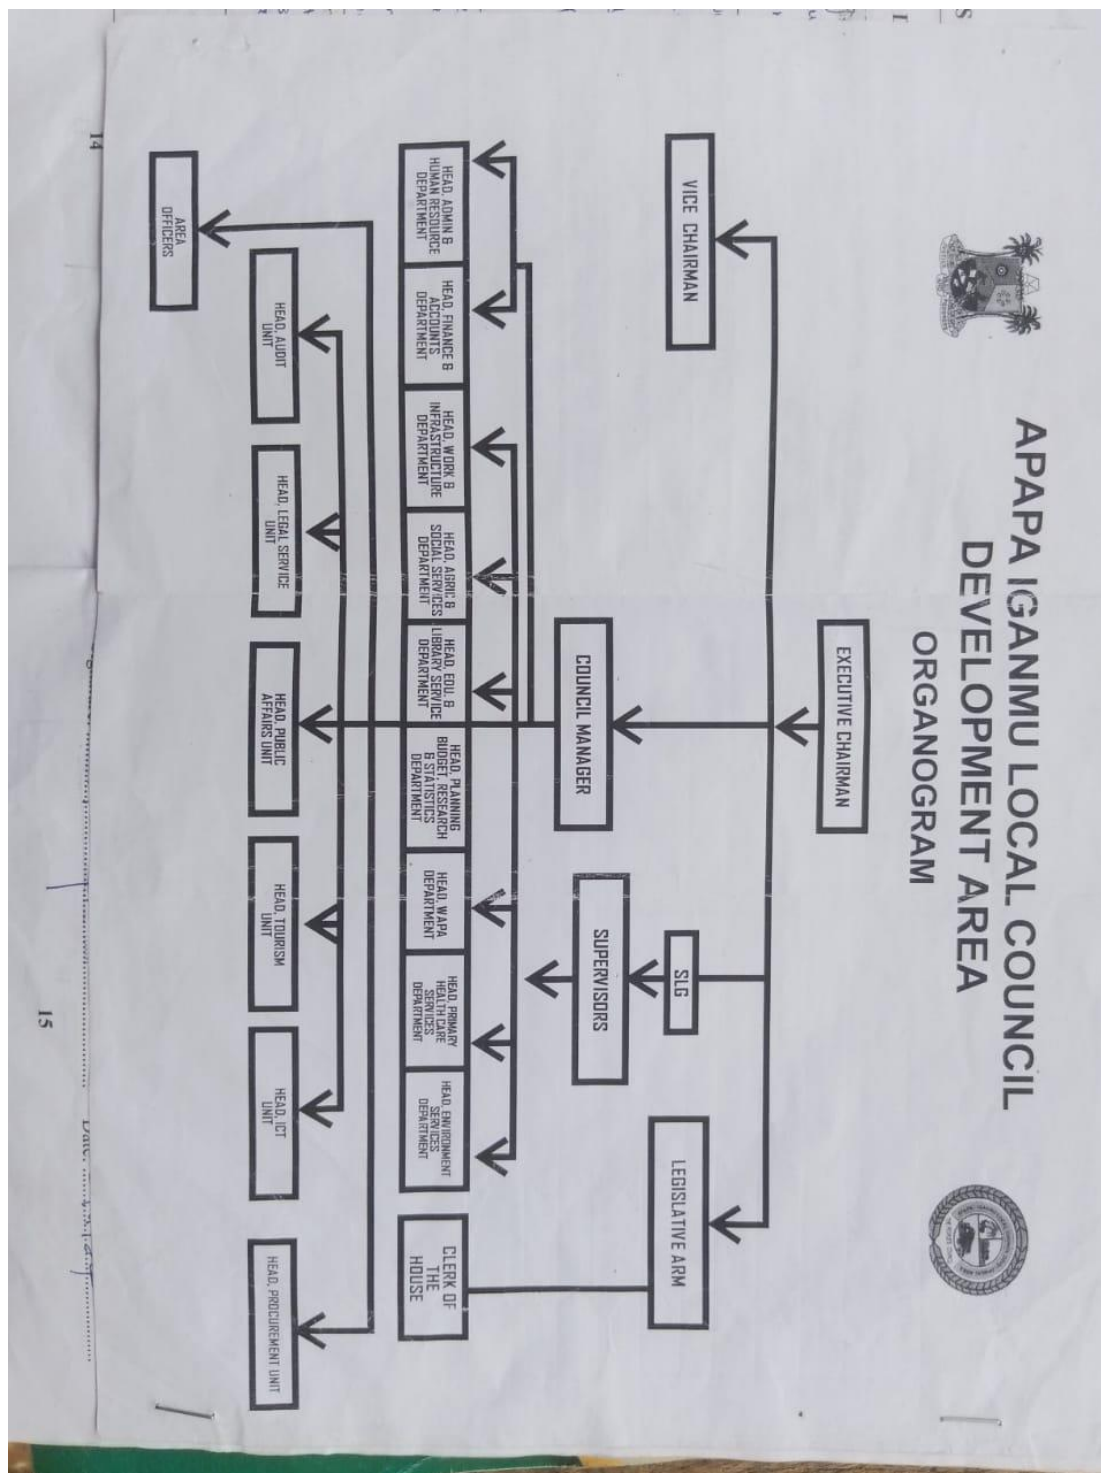 APAPA IGANMU LOCAL COUNCIL
DEVELOPMENT AREA
ORGANOGRAM
EXECUTIVE CHAIRMAN
VICE CHAIRMAN
SLG
LEGISLATIVE ARM
COUNCIL MANAGER
SUPERVISORS
HEAD, ADMIN &
HUMAN RESOURCE
DEPARTMENT
HEAD, FINANCE &
ACCOUNTS
DEPARTMENT
HEAD, WORK &
INFRASTRUCTURE
DEPARTMENT
HEAD, AGRIC &
SOCIAL SERVICES
DEPARTMENT
HEAD, EDU. &
LIBRARY SERVICE
DEPARTMENT
HEAD, PLANNING
BUDGET, RESEARCH
& STATISTICS
DEPARTMENT
HEAD, WAPA
DEPARTMENT
HEAD, PRIMARY
HEALTH CARE
SERVICES
DEPARTMENT
HEAD, ENVIRONMENT
SERVICES
DEPARTMENT
CLERK OF
THE
HOUSE
HEAD, AUDIT
UNIT
HEAD, LEGAL SERVICE
UNIT
HEAD, PUBLIC
AFFAIRS UNIT
HEAD, TOURISM
UNIT
HEAD, ICT
UNIT
HEAD, PROCUREMENT UNIT
AREA
OFFICERS
14
Date:
15